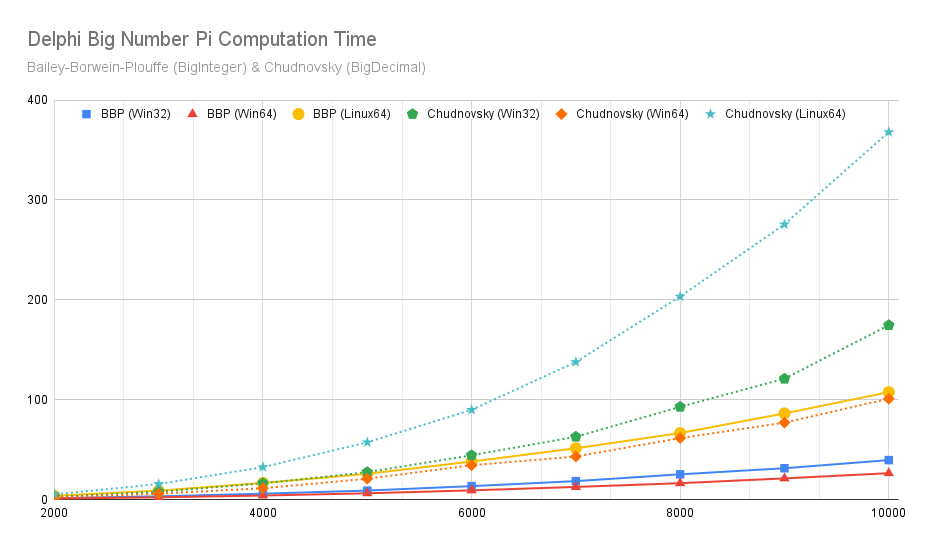 Delphi Big Number Pi Computation Time
Bailey-Borwein-Plouffe (BigInteger) & Chudnovsky (BigDecimal)
400
BBP (Win32) BBP (Win64) BBP (Linux64) Chudnovsky (Win32) Chudnovsky (Win64) Chudnovsky (Linux64)
300
200
100
0
2000 4000 6000 8000 10000